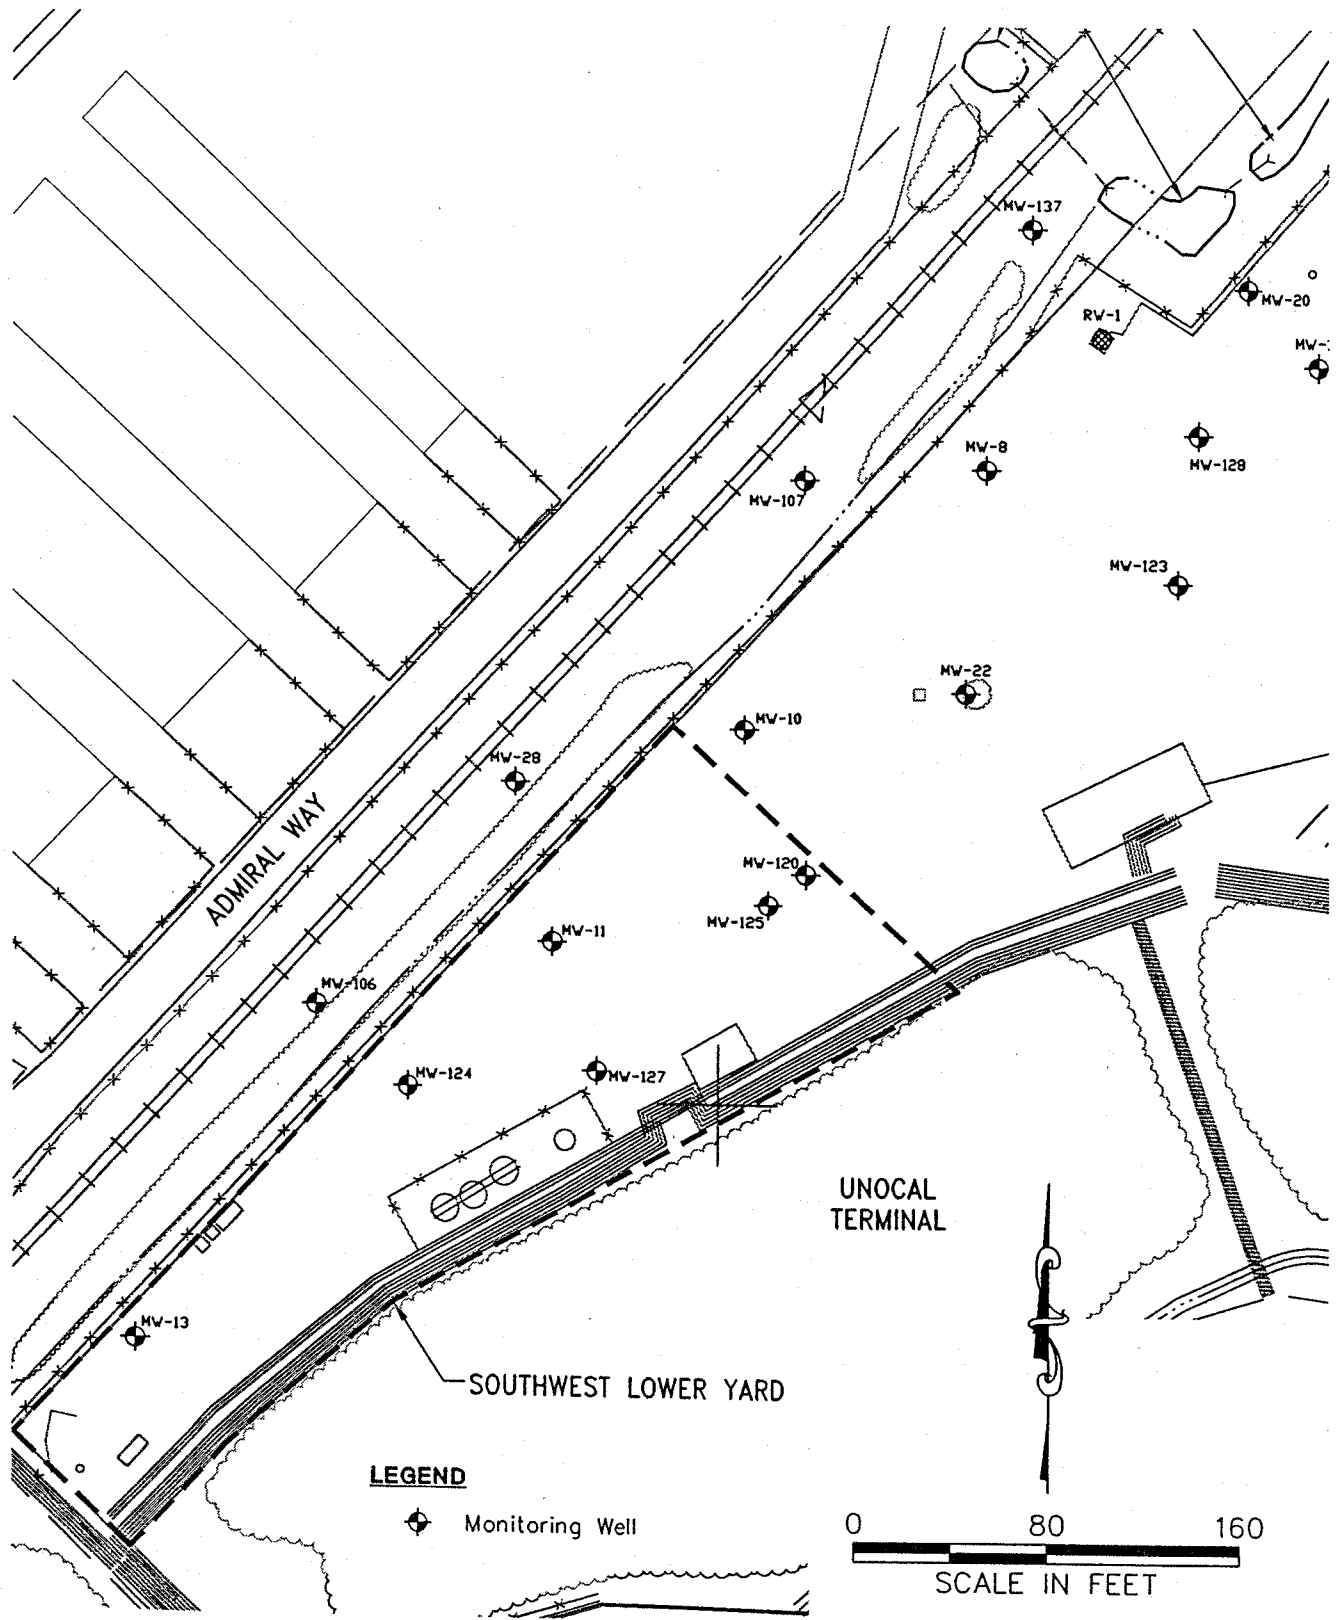 MW-137
MW-20
RW-1
MW-8
MW-128
MW-107
MW-123
MW-22
MW-10
MW-28
ADMIRAL WAY
MW-120
MW-125
MW-11
MW-106
MW-124
MW-127
UNOCAL
TERMINAL
MW-13
SOUTHWEST LOWER YARD
LEGEND
Monitoring Well
0 80 160
SCALE IN FEET